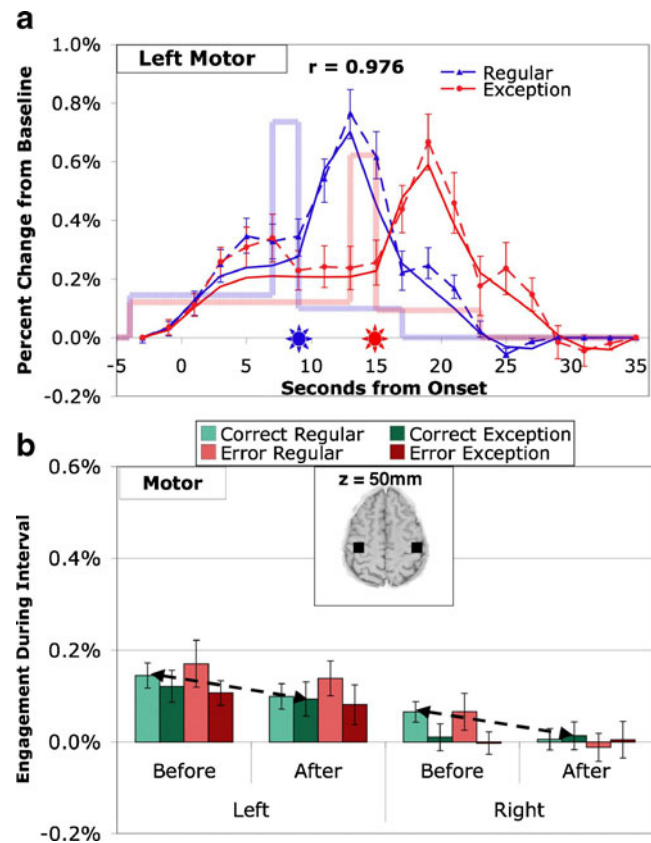 a
1.0%
Left Motor
r = 0.976
Regular
Exception
0.8%
0.6%
0.4%
0.2%
0.0%
-0.2%
Percent Change from Baseline
-5 0 5 10 15 20 25 30 35
Seconds from Onset
b
Correct Regular Correct Exception
Error Regular Error Exception
0.6%
Motor
z = 50mm
0.4%
0.2%
0.0%
-0.2%
Engagement During Interval
Before After Before After
Left Right